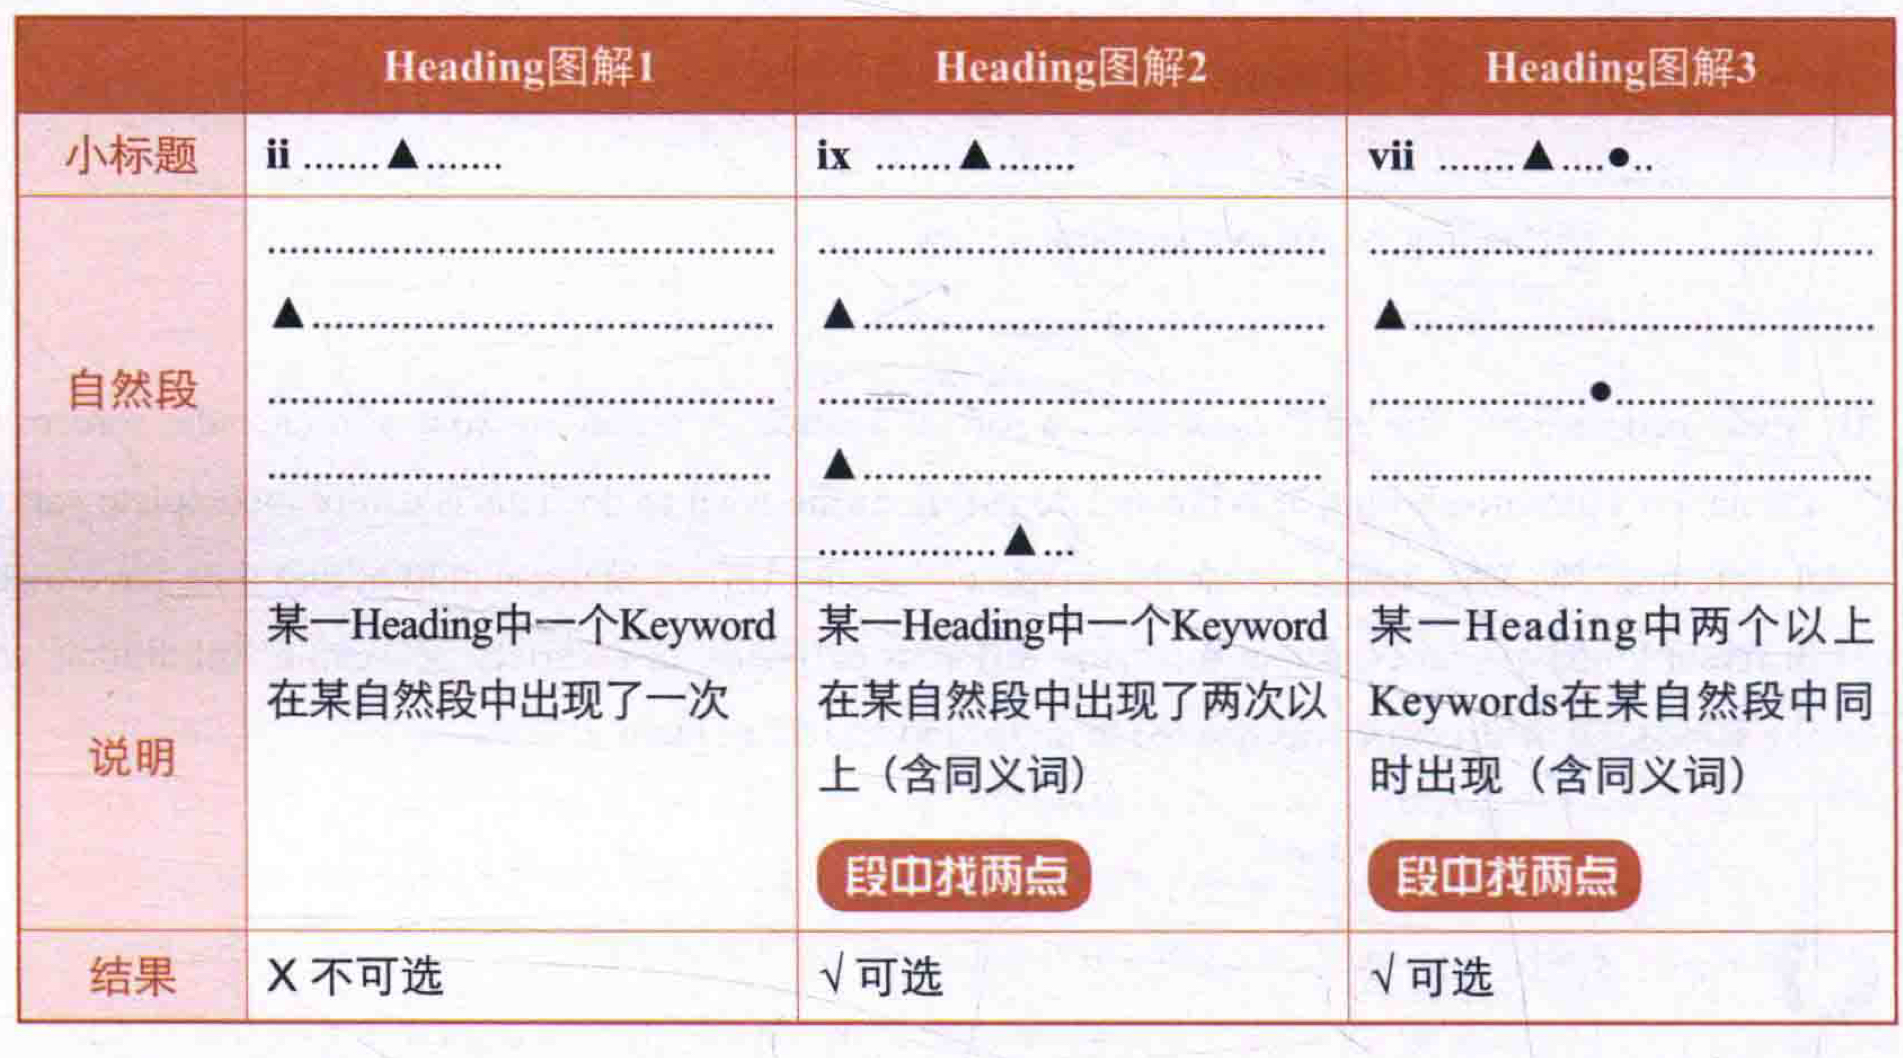 Heading图解1 Heading图解2 Heading图解3
小标题 ii .......▲....... ix .......▲....... vii .......▲....●..
自然段
▲ ▲ ▲
●
▲
▲
说明
某一Heading中一个Keyword
在某自然段中出现了一次
某一Heading中一个Keyword
在某自然段中出现了两次以
上（含同义词）
段中找两点
某一Heading中两个以上
Keywords在某自然段中同
时出现（含同义词）
段中找两点
结果 X 不可选 √ 可选 √ 可选